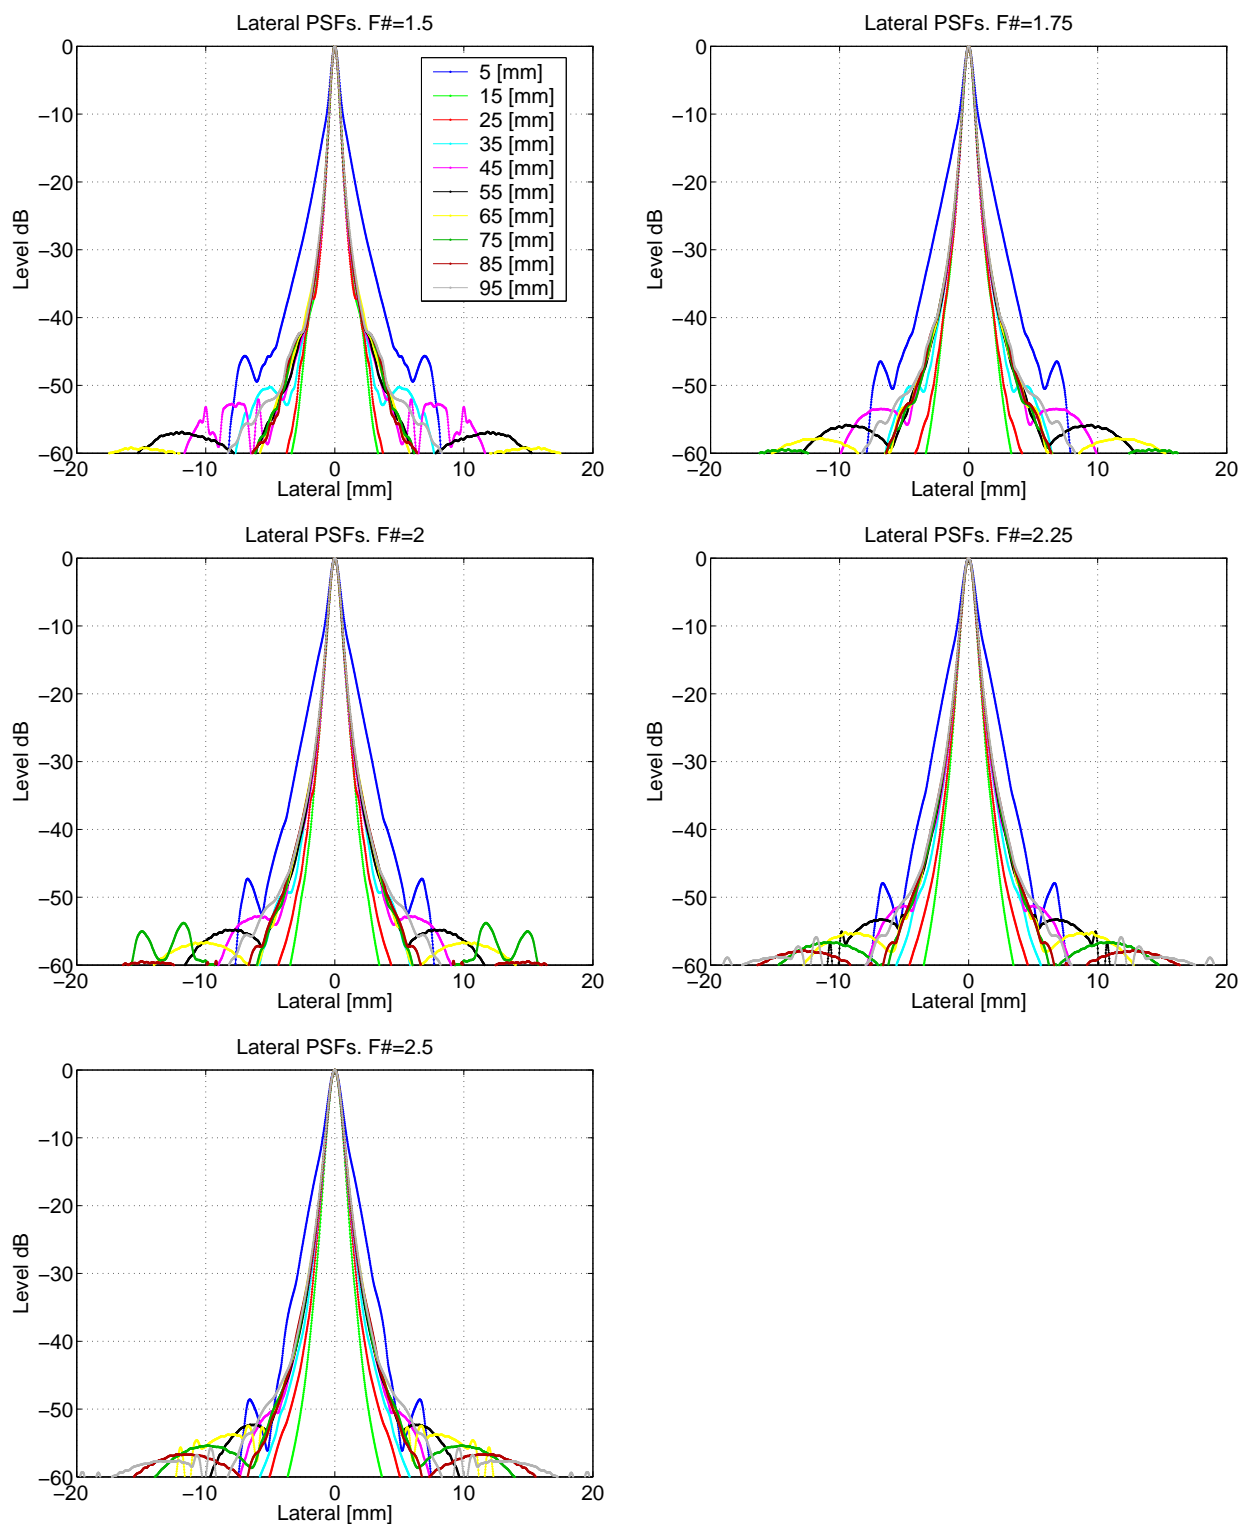 Lateral PSFs. F#=1.5
0
−10
−20
−30
−40
−50
−60
−20
−10
0
10
20
Level dB
Lateral [mm]
5 [mm]
15 [mm]
25 [mm]
35 [mm]
45 [mm]
55 [mm]
65 [mm]
75 [mm]
85 [mm]
95 [mm]
Lateral PSFs. F#=1.75
0
−10
−20
−30
−40
−50
−60
−20
−10
0
10
20
Level dB
Lateral [mm]
Lateral PSFs. F#=2
0
−10
−20
−30
−40
−50
−60
−20
−10
0
10
20
Level dB
Lateral [mm]
Lateral PSFs. F#=2.25
0
−10
−20
−30
−40
−50
−60
−20
−10
0
10
20
Level dB
Lateral [mm]
Lateral PSFs. F#=2.5
0
−10
−20
−30
−40
−50
−60
−20
−10
0
10
20
Level dB
Lateral [mm]